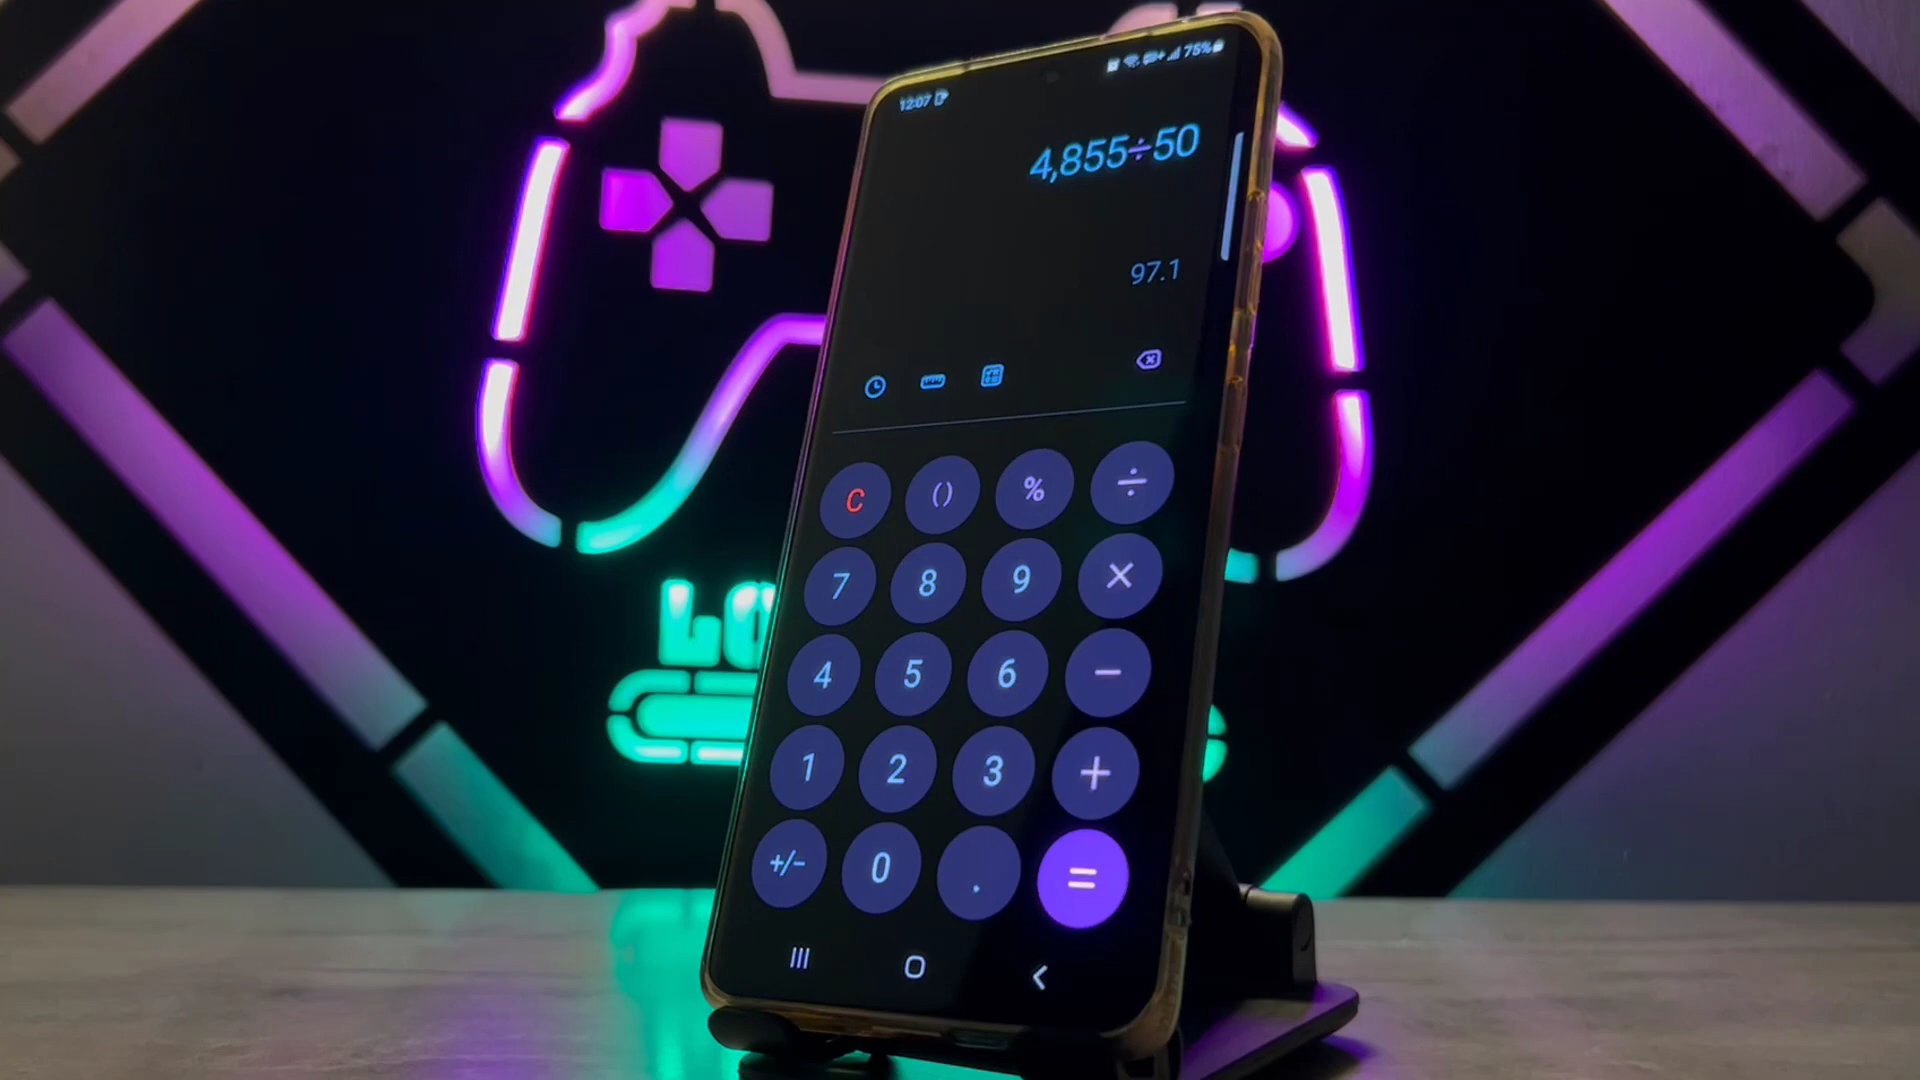 75%
12:07
4,855÷50
97.1
C () % ÷
7 8 9 ×
4 5 6 −
1 2 3 +
+/− 0 . =